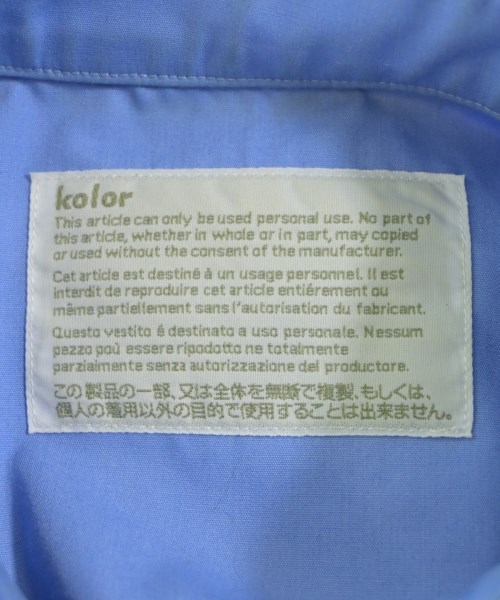 kolor
This article can only be used personal use. No part of
this article, whether in whole or in part, may copied
or used without the consent of the manufacturer.
Cet article est destiné à un usage personnel. Il est
interdit de reproduire cet article entiérement ou
même partiellement sans l'autorisation du fabricant.
Questo vestito é destinato a uso personale. Nessum
pezzo poù essere ripodotto ne totalmente
parzialmente senza autorizzazione del productore.
この製品の一部、又は全体を無断で複製、もしくは、
個人の着用以外の目的で使用することは出来ません。